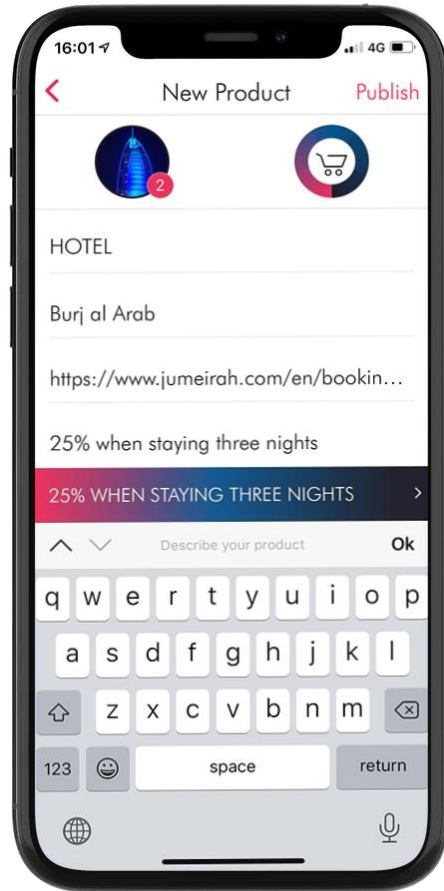 16:01 4G
New Product Publish
2
HOTEL
Burj al Arab
https://www.jumeirah.com/en/bookin...
25% when staying three nights
25% WHEN STAYING THREE NIGHTS
Describe your product Ok
q w e r t y u i o p
a s d f g h j k l
z x c v b n m
123 space return